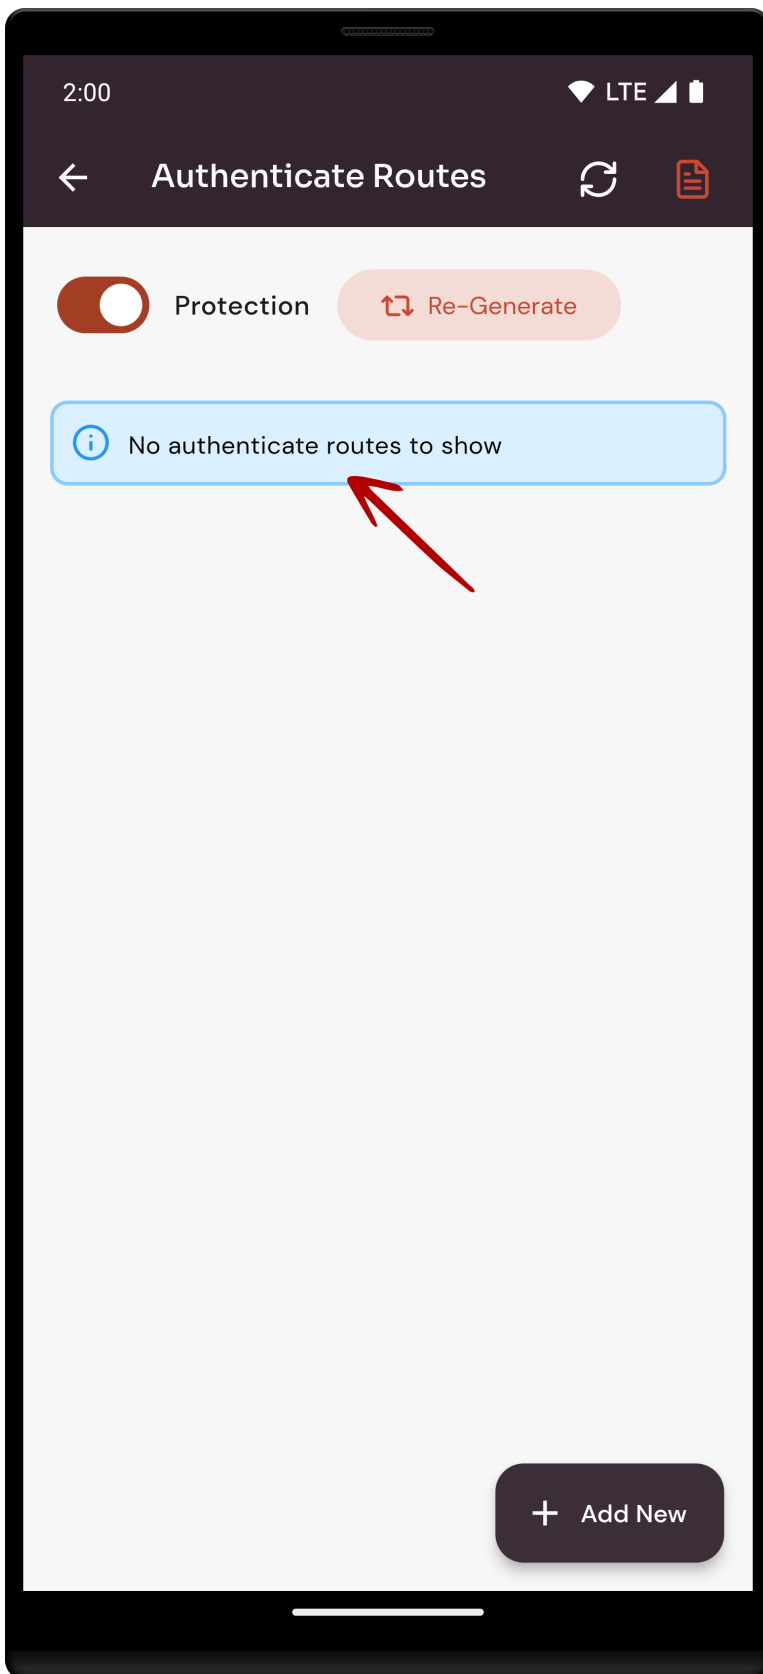 2:00 LTE
Authenticate Routes
Protection Re-Generate
No authenticate routes to show
Add New